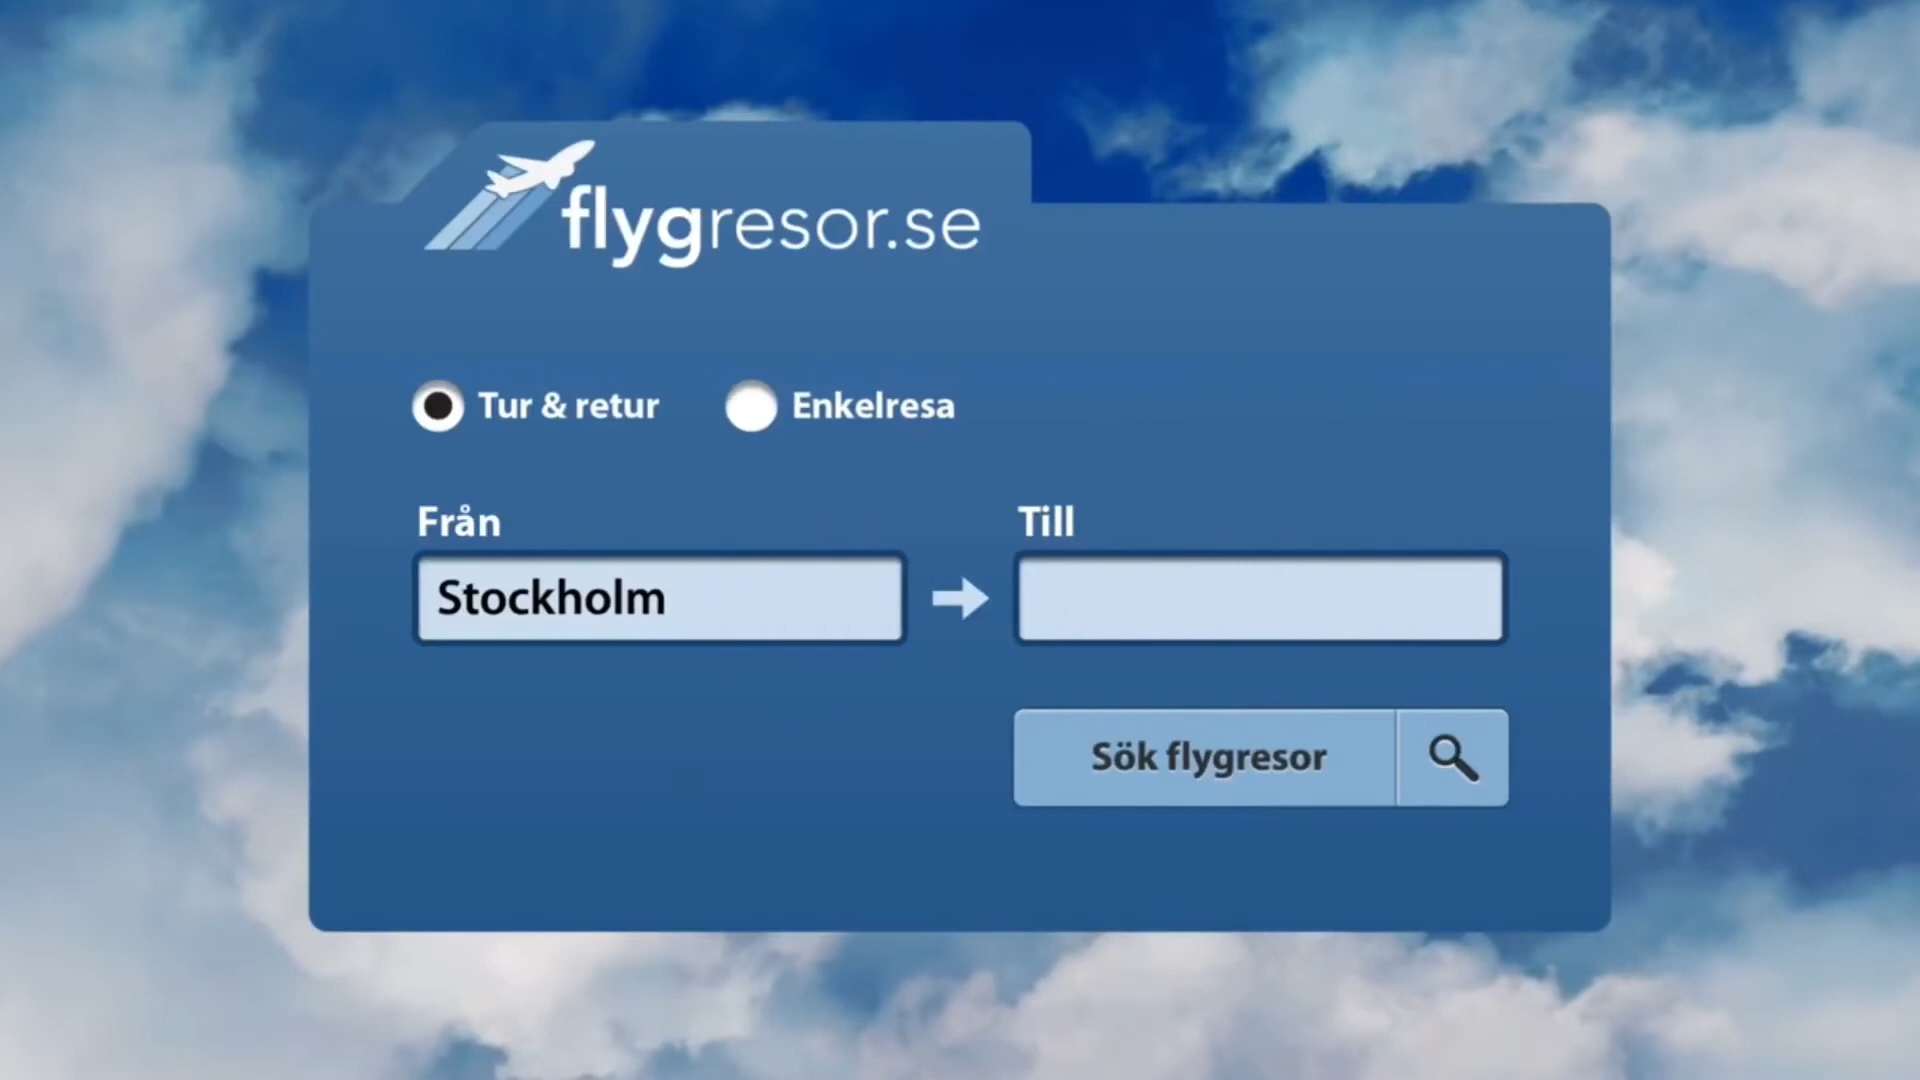 flygresor.se
Tur & retur
Enkelresa
Från
Till
Stockholm
Sök flygresor